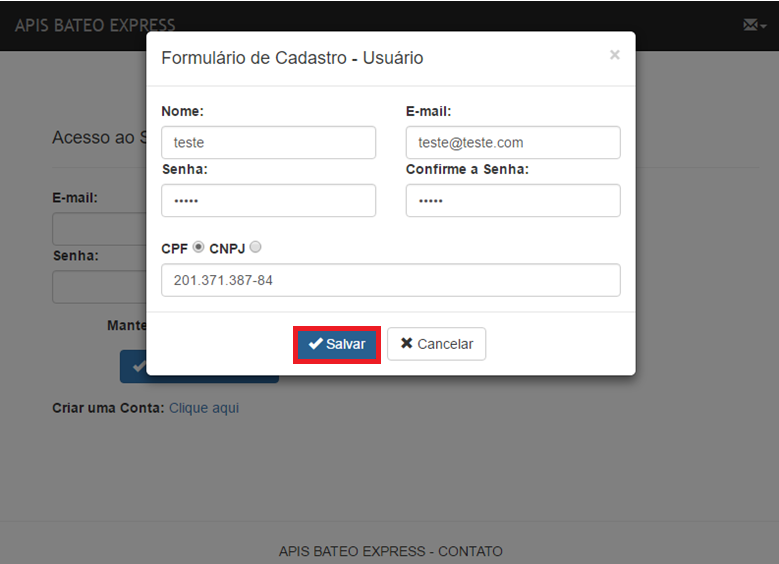 APIS BATEO EXPRESS
Formulário de Cadastro - Usuário ×
Nome: E-mail:
teste teste@teste.com
Senha: Confirme a Senha:
••••• •••••
CPF CNPJ
201.371.387-84
Salvar Cancelar
Acesso ao S
E-mail:
Senha:
Mante
Criar uma Conta: Clique aqui
APIS BATEO EXPRESS - CONTATO